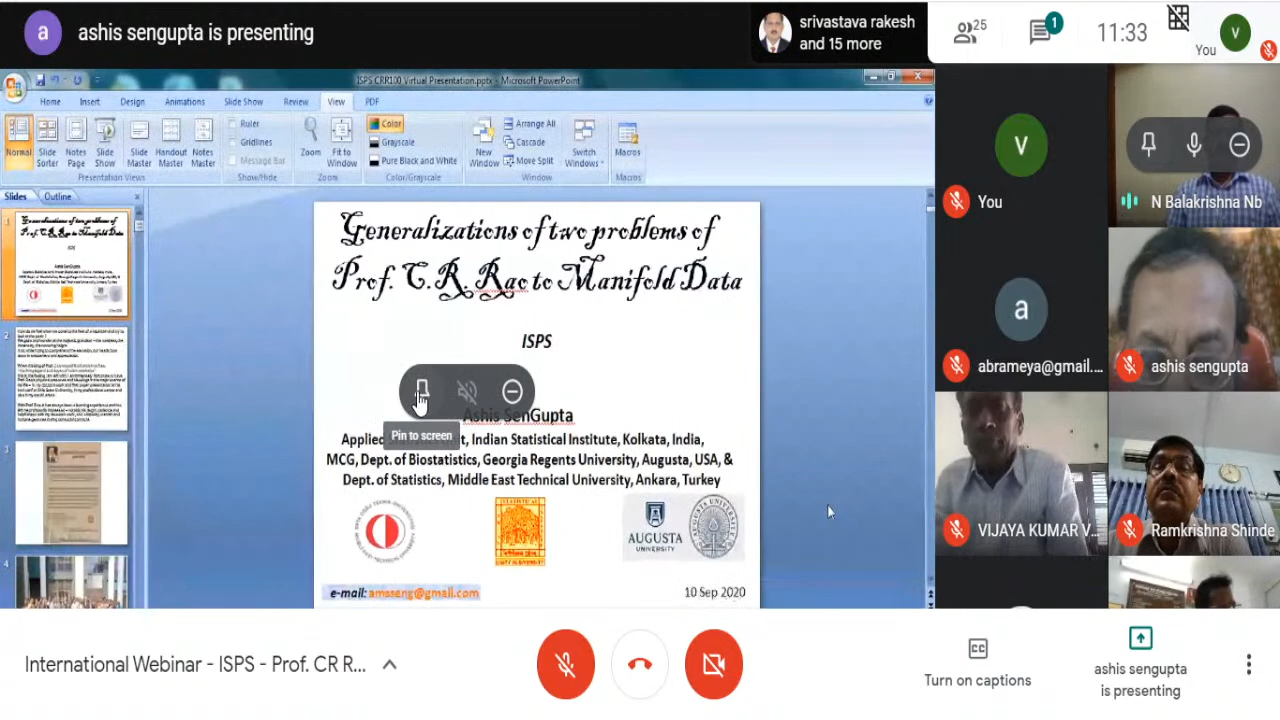 a
ashis sengupta is presenting
srivastava rakesh
and 15 more
25
1
11:33
You
V
ISPS CRR100 Virtual Presentation.pptx - Microsoft PowerPoint
Home Insert Design Animations Slide Show Review View PDF
Normal
Slide Sorter
Notes Page
Slide Show
Slide Master
Handout Master
Notes Master
Presentation Views
Ruler
Gridlines
Message Bar
Show/Hide
Zoom
Fit to Window
Zoom
Color
Grayscale
Pure Black and White
Color/Grayscale
New Window
Arrange All
Cascade
Move Split
Switch Windows
Window
Macros
Macros
Slides Outline
1
2
3
4
Generalizations of two problems of
Prof. C.R. Rao to Manifold Data
ISPS
Ashis SenGupta
Pin to screen
Applied
Indian Statistical Institute, Kolkata, India,
MCG, Dept. of Biostatistics, Georgia Regents University, Augusta, USA, &
Dept. of Statistics, Middle East Technical University, Ankara, Turkey
AUGUSTA
UNIVERSITY
e-mail: amsseng@gmail.com
10 Sep 2020
V
You
N Balakrishna Nb
a
abrameya@gmail....
ashis sengupta
VIJAYA KUMAR V...
Ramkrishna Shinde
International Webinar - ISPS - Prof. CR R...
CC
Turn on captions
ashis sengupta
is presenting